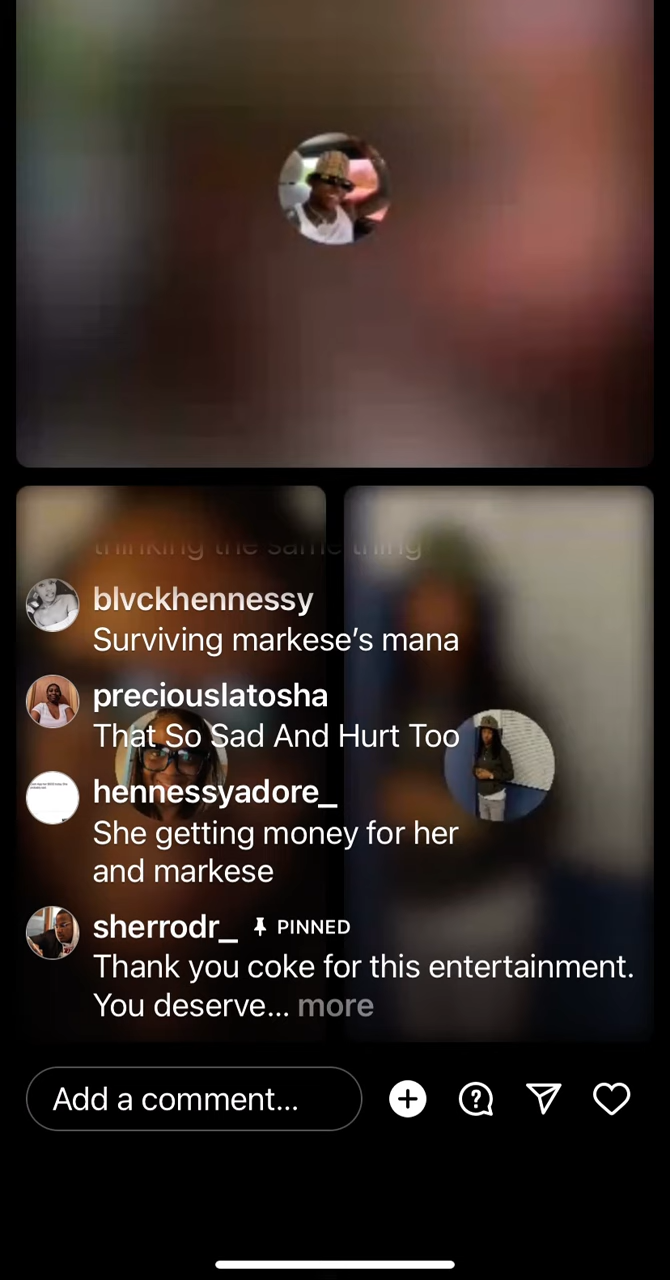 thinking the same thing
blvckhennessy
Surviving markese's mana
preciouslatosha
That So Sad And Hurt Too
hennessyadore_
She getting money for her
and markese
sherrodr_ PINNED
Thank you coke for this entertainment.
You deserve... more
Add a comment...